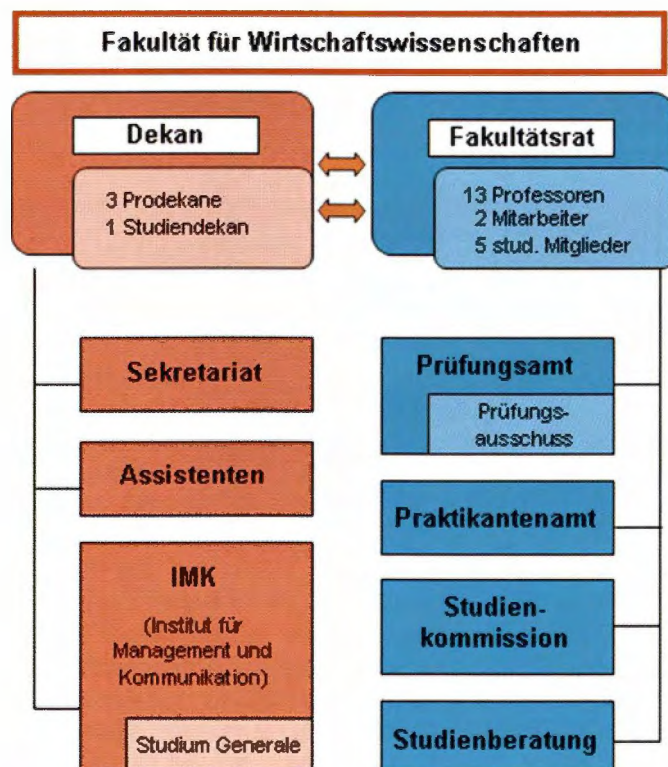 Fakultät für Wirtschaftswissenschaften
Dekan
3 Prodekane
1 Studiendekan
Fakultätsrat
13 Professoren
2 Mitarbeiter
5 stud. Mitglieder
Sekretariat
Assistenten
IMK
(Institut für
Management und
Kommunikation)
Studium Generale
Prüfungsamt
Prüfungs-
ausschuss
Praktikantenamt
Studien-
kommission
Studienberatung